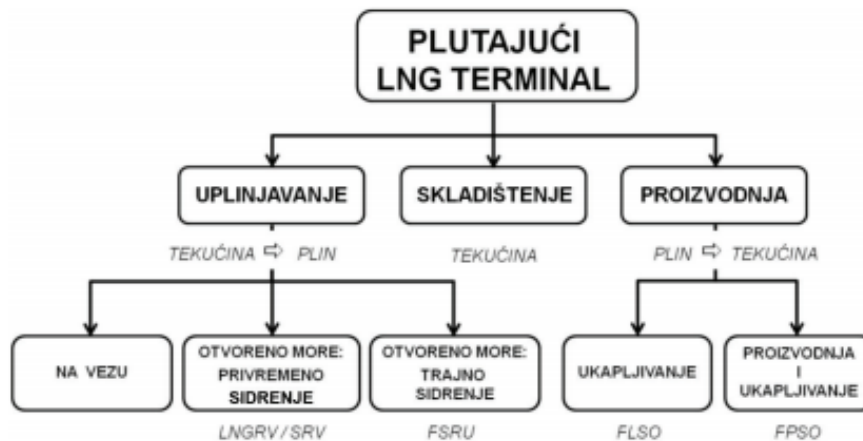 PLUTAJUĆI
LNG TERMINAL
UPLINJAVANJE
SKLADIŠTENJE
PROIZVODNJA
TEKUĆINA ⇨ PLIN
TEKUĆINA
PLIN ⇨ TEKUĆINA
NA VEZU
OTVORENO MORE:
PRIVREMENO
SIDRENJE
OTVORENO MORE:
TRAJNO
SIDRENJE
UKAPLJIVANJE
PROIZVODNJA
I
UKAPLJIVANJE
LNGRV / SRV
FSRU
FLSO
FPSO